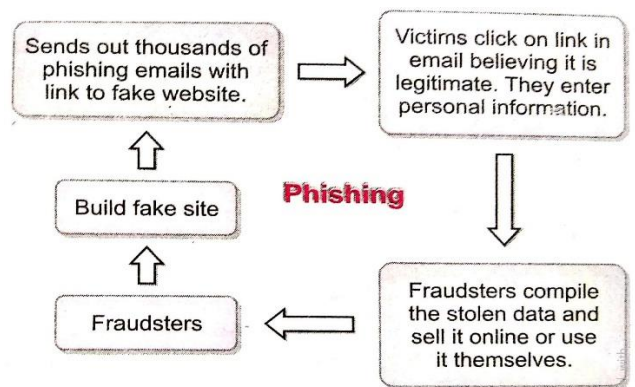 Sends out thousands of
phishing emails with
link to fake website.
Victims click on link in
email believing it is
legitimate. They enter
personal information.
Build fake site
Phishing
Fraudsters
Fraudsters compile
the stolen data and
sell it online or use
it themselves.